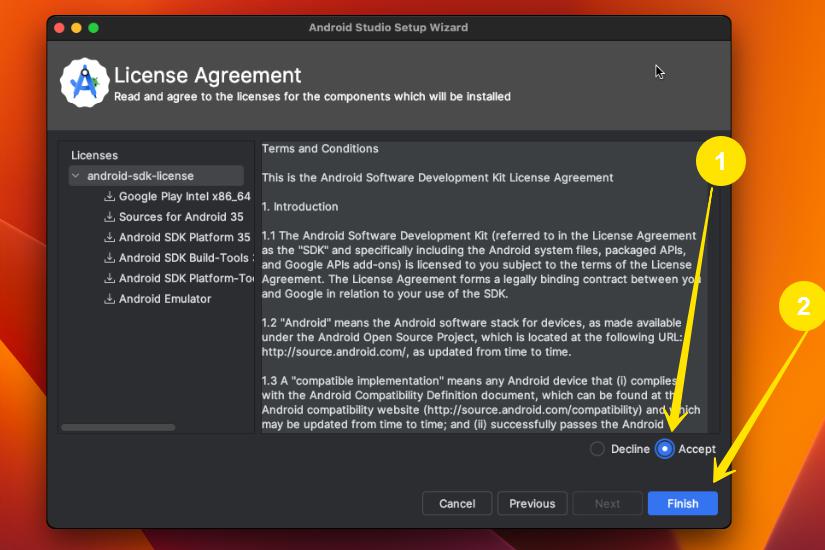 Android Studio Setup Wizard
License Agreement
Read and agree to the licenses for the components which will be installed
Licenses
android-sdk-license
Google Play Intel x86_64
Sources for Android 35
Android SDK Platform 35
Android SDK Build-Tools
Android SDK Platform-Too
Android Emulator
Terms and Conditions
This is the Android Software Development Kit License Agreement
1. Introduction
1.1 The Android Software Development Kit (referred to in the License Agreement
as the "SDK" and specifically including the Android system files, packaged APIs,
and Google APIs add-ons) is licensed to you subject to the terms of the License
Agreement. The License Agreement forms a legally binding contract between you
and Google in relation to your use of the SDK.
1.2 "Android" means the Android software stack for devices, as made available
under the Android Open Source Project, which is located at the following URL:
http://source.android.com/, as updated from time to time.
1.3 A "compatible implementation" means any Android device that (i) complies
with the Android Compatibility Definition document, which can be found at the
Android compatibility website (http://source.android.com/compatibility) and which
may be updated from time to time; and (ii) successfully passes the Android
1
2
Decline Accept
Cancel Previous Next Finish